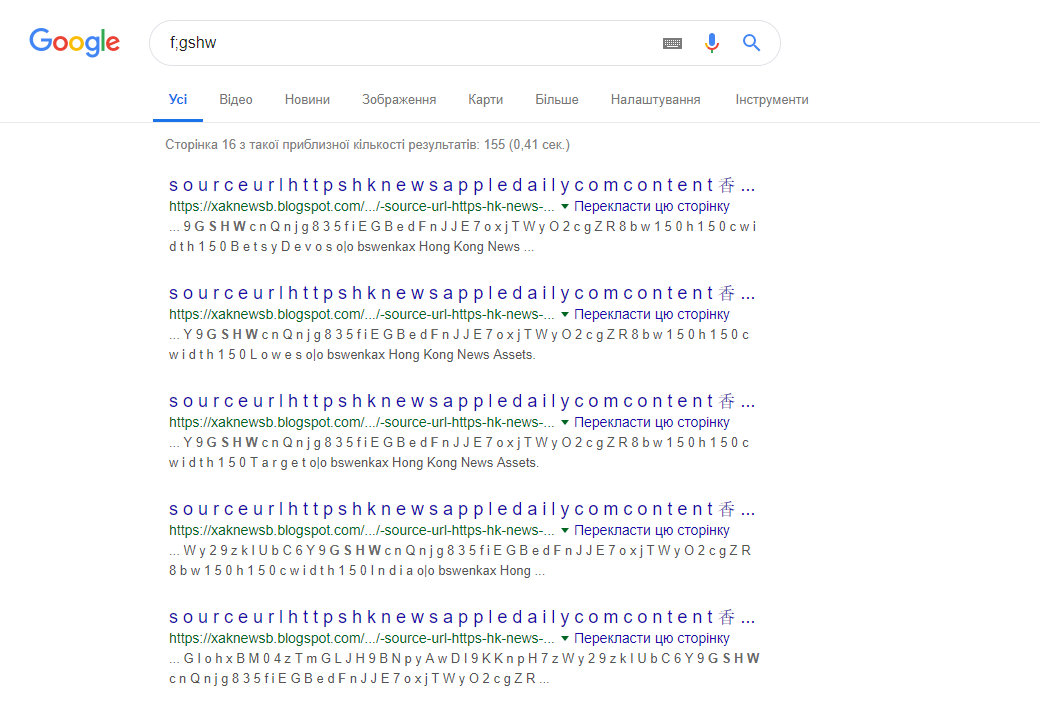 Google
f;gshw
Усі Відео Новини Зображення Карти Більше Налаштування Інструменти
Сторінка 16 з такої приблизної кількості результатів: 155 (0,41 сек.)
s o u r c e u r l h t t p s h k n e w s a p p l e d a i l y c o m c o n t e n t 香 ...
https://xaknewsb.blogspot.com/.../-source-url-https-hk-news-... Перекласти цю сторінку
... 9 G S H W c n Q n j g 8 3 5 f i E G B e d F n J J E 7 o x j T W y O 2 c g Z R 8 b w 1 5 0 h 1 5 0 c w i
d t h 1 5 0 B e t s y D e v o s o|o bswenkax Hong Kong News ...
s o u r c e u r l h t t p s h k n e w s a p p l e d a i l y c o m c o n t e n t 香 ...
https://xaknewsb.blogspot.com/.../-source-url-https-hk-news-... Перекласти цю сторінку
... Y 9 G S H W c n Q n j g 8 3 5 f i E G B e d F n J J E 7 o x j T W y O 2 c g Z R 8 b w 1 5 0 h 1 5 0 c
w i d t h 1 5 0 L o w e s o|o bswenkax Hong Kong News Assets.
s o u r c e u r l h t t p s h k n e w s a p p l e d a i l y c o m c o n t e n t 香 ...
https://xaknewsb.blogspot.com/.../-source-url-https-hk-news-... Перекласти цю сторінку
... Y 9 G S H W c n Q n j g 8 3 5 f i E G B e d F n J J E 7 o x j T W y O 2 c g Z R 8 b w 1 5 0 h 1 5 0 c
w i d t h 1 5 0 T a r g e t o|o bswenkax Hong Kong News Assets.
s o u r c e u r l h t t p s h k n e w s a p p l e d a i l y c o m c o n t e n t 香 ...
https://xaknewsb.blogspot.com/.../-source-url-https-hk-news-... Перекласти цю сторінку
... W y 2 9 z k I U b C 6 Y 9 G S H W c n Q n j g 8 3 5 f i E G B e d F n J J E 7 o x j T W y O 2 c g Z R
8 b w 1 5 0 h 1 5 0 c w i d t h 1 5 0 I n d i a o|o bswenkax Hong ...
s o u r c e u r l h t t p s h k n e w s a p p l e d a i l y c o m c o n t e n t 香 ...
https://xaknewsb.blogspot.com/.../-source-url-https-hk-news-... Перекласти цю сторінку
... G l o h x B M 0 4 z T m G L J H 9 B N p y A w D I 9 K K n p H 7 z W y 2 9 z k I U b C 6 Y 9 G S H W
c n Q n j g 8 3 5 f i E G B e d F n J J E 7 o x j T W y O 2 c g Z R ...